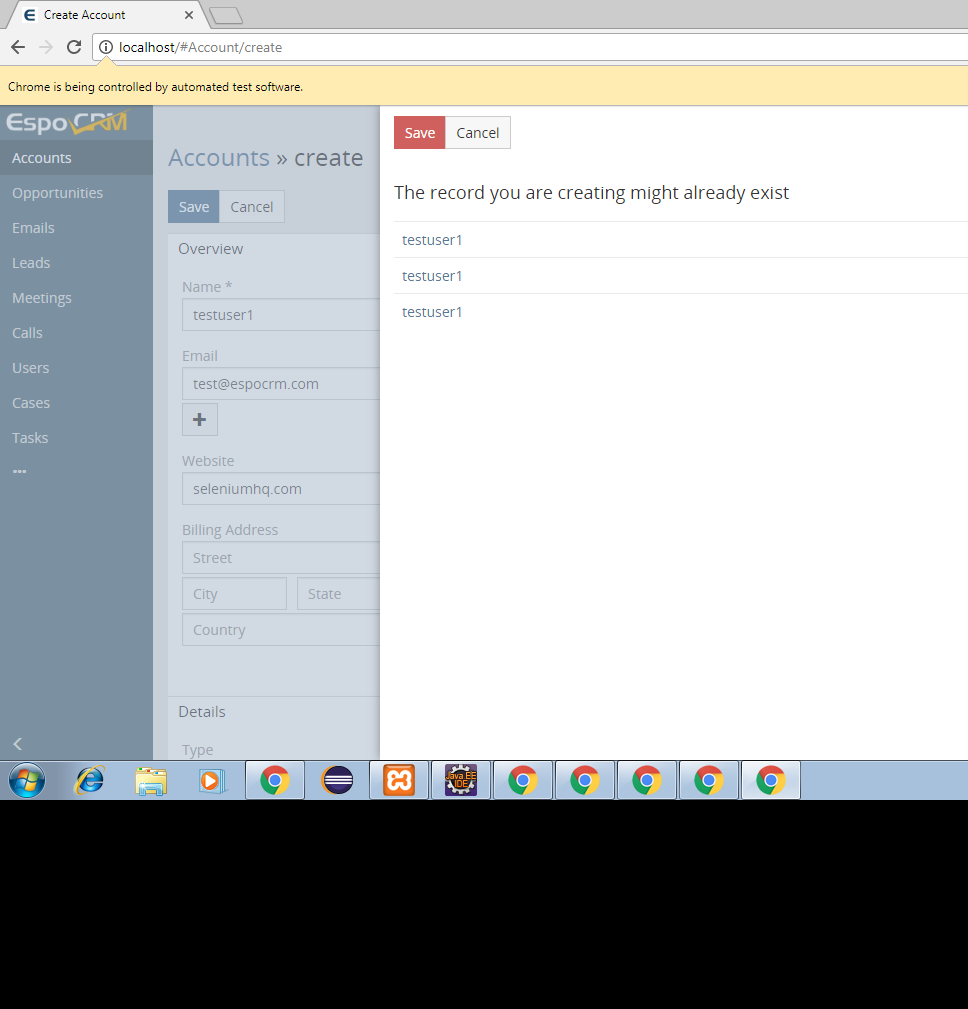 Create Account
localhost/#Account/create
Chrome is being controlled by automated test software.
EspoCRM
Accounts
Opportunities
Emails
Leads
Meetings
Calls
Users
Cases
Tasks
Accounts » create
Save Cancel
Overview
Name *
testuser1
Email
test@espocrm.com
Website
seleniumhq.com
Billing Address
Street
City State
Country
Details
Type
Save Cancel
The record you are creating might already exist
testuser1
testuser1
testuser1
Java EE
IDE